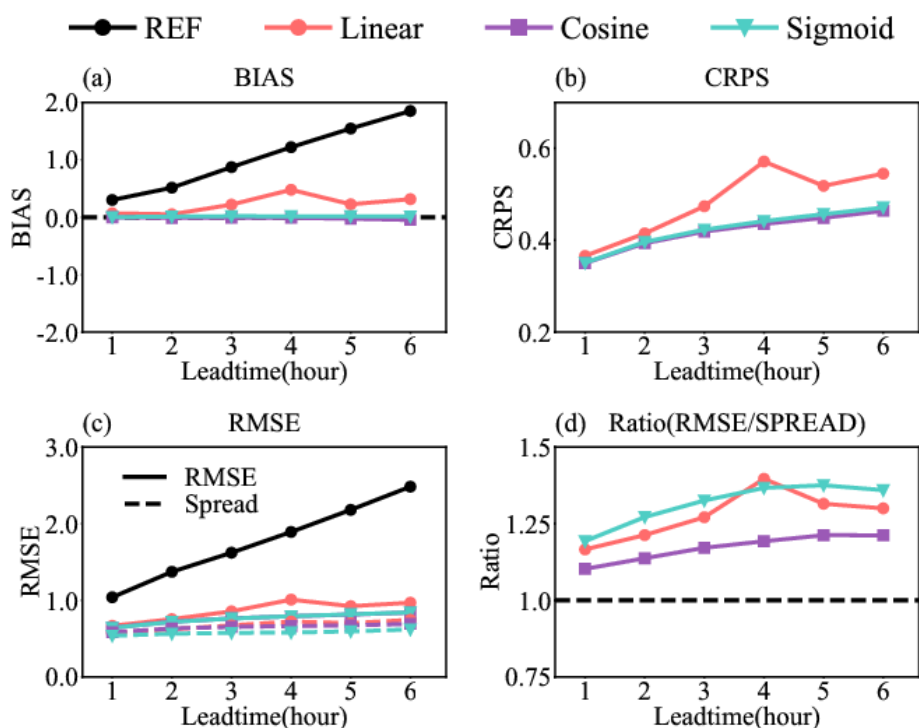 REF Linear Cosine Sigmoid
(a) BIAS
2.0
1.0
0.0
-1.0
-2.0
BIAS
1 2 3 4 5 6
Leadtime(hour)
(b) CRPS
0.6
0.4
0.2
CRPS
1 2 3 4 5 6
Leadtime(hour)
(c) RMSE
3.0
2.0
1.0
0.0
RMSE
RMSE
Spread
1 2 3 4 5 6
Leadtime(hour)
(d) Ratio(RMSE/SPREAD)
1.5
1.25
1.0
0.75
Ratio
1 2 3 4 5 6
Leadtime(hour)